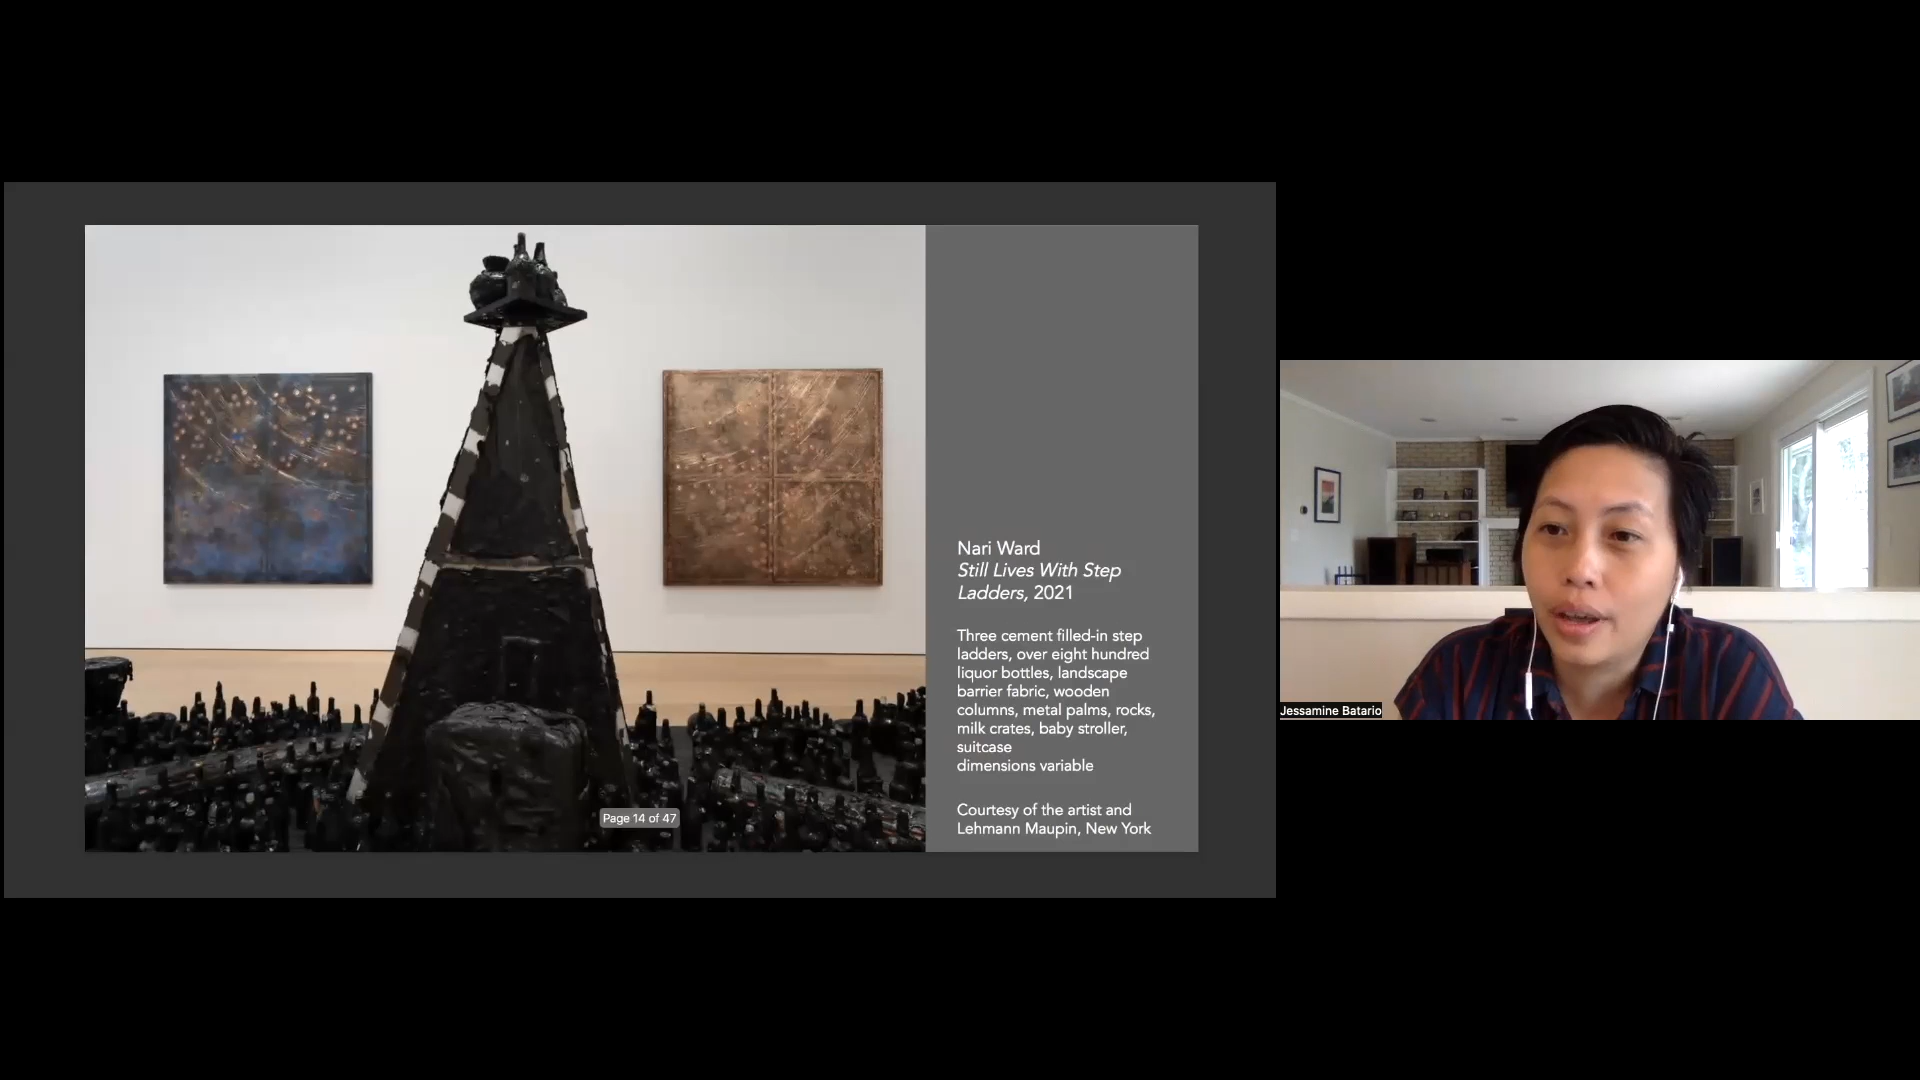 Nari Ward
Still Lives With Step
Ladders, 2021
Three cement filled-in step
ladders, over eight hundred
liquor bottles, landscape
barrier fabric, wooden
columns, metal palms, rocks,
milk crates, baby stroller,
suitcase
dimensions variable
Courtesy of the artist and
Lehmann Maupin, New York
Page 14 of 47
Jessamine Batario